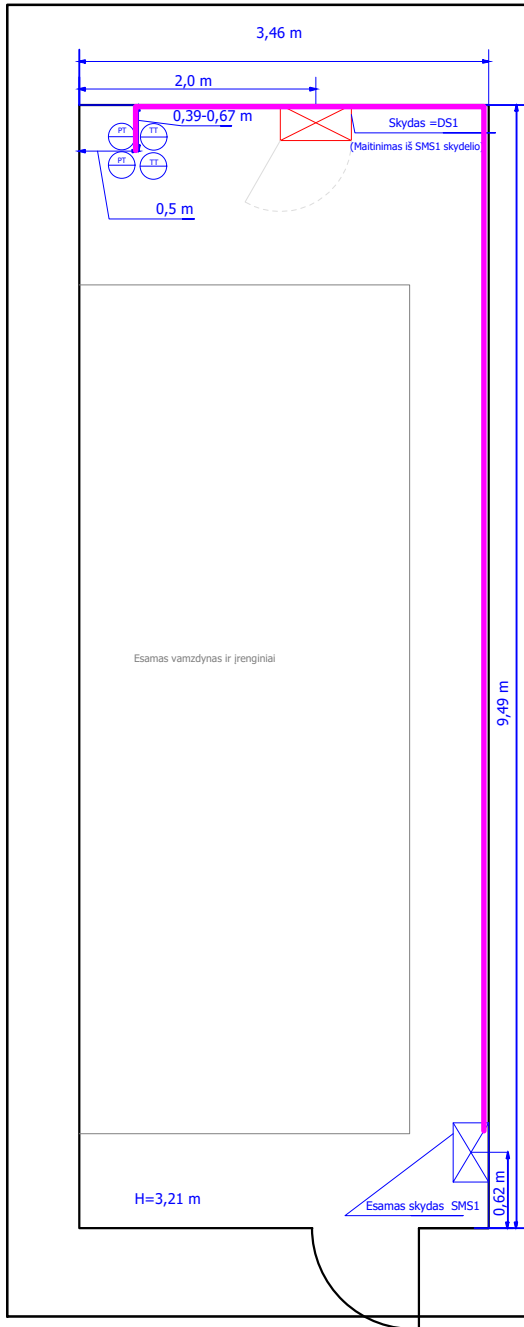 3,46 m
2,0 m
0,39-0,67 m
Skydas =DS1
(Maitinimas iš SMS1 skydelio)
PT
TT
PT
TT
0,5 m
Esamas vamzdynas ir įrenginiai
9,49 m
H=3,21 m
Esamas skydas SMS1
0,62 m